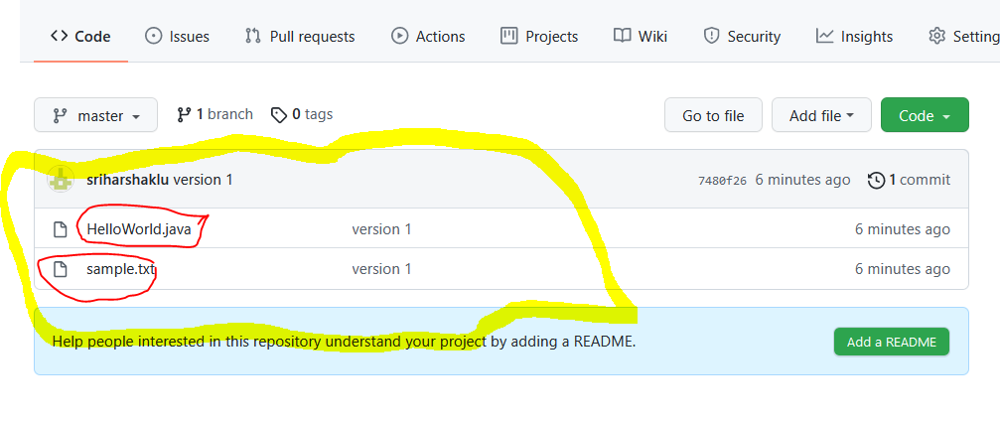 Code Issues Pull requests Actions Projects Wiki Security Insights Setting
master 1 branch 0 tags Go to file Add file Code
sriharshaklu version 1 7480f26 6 minutes ago 1 commit
HelloWorld.java version 1 6 minutes ago
sample.txt version 1 6 minutes ago
Help people interested in this repository understand your project by adding a README. Add a README